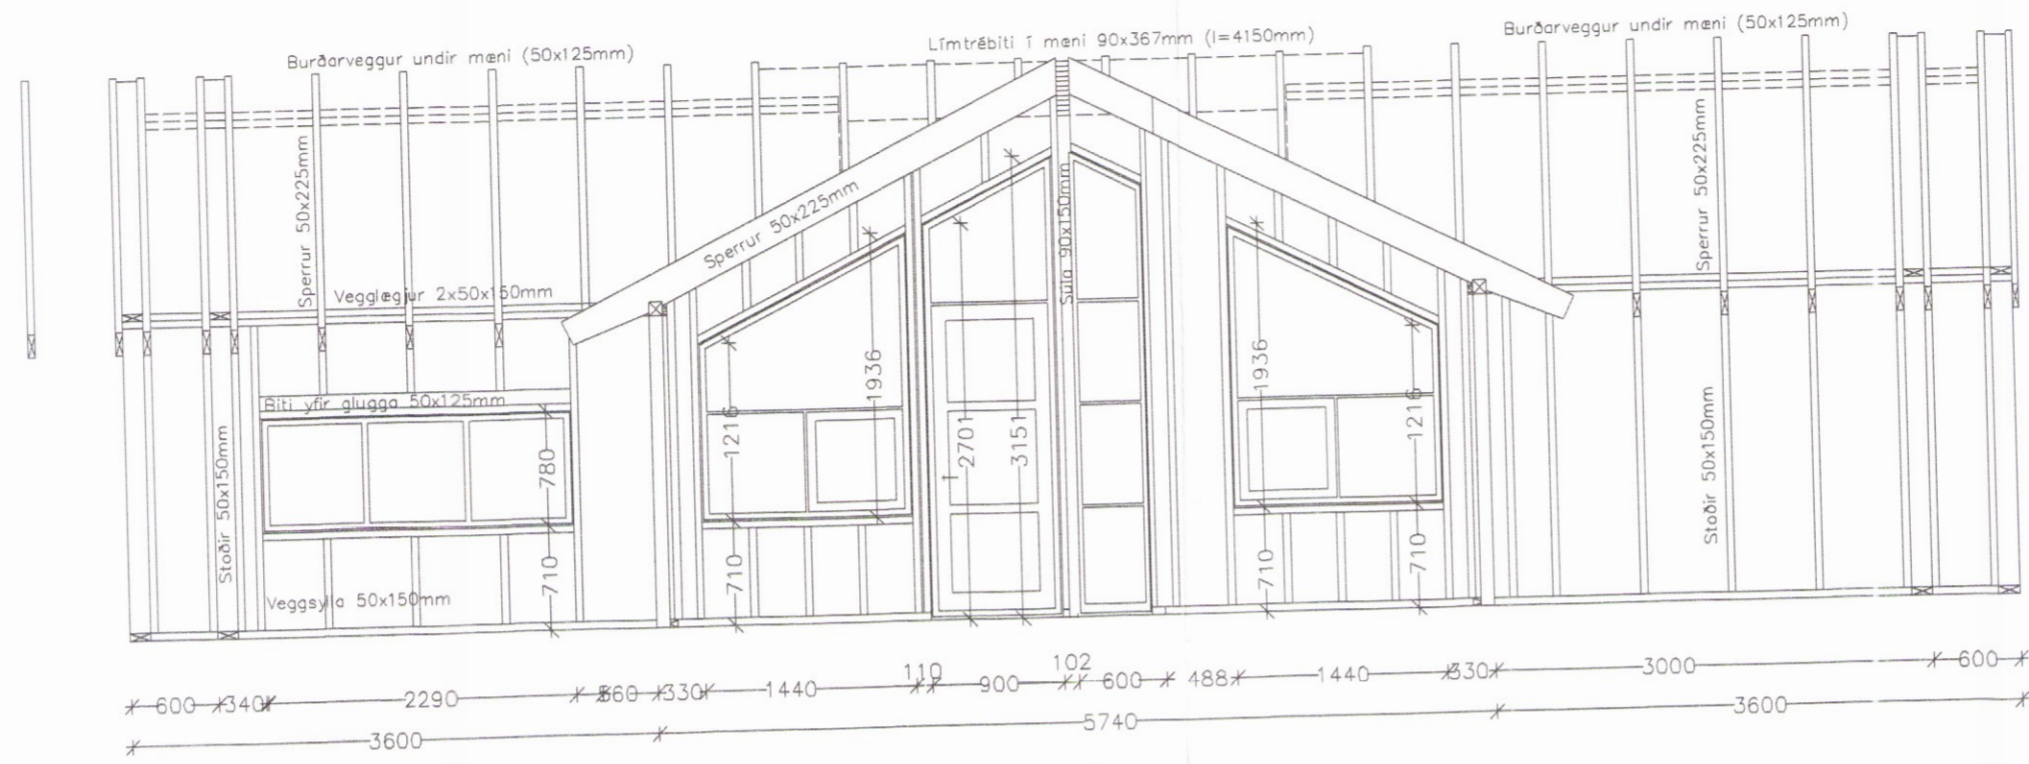 Burðarveggur undir mæni (50x125mm)
Límtrébiti í mæni 90x367mm (l=4150mm)
Burðarveggur undir mæni (50x125mm)
Sperrur 50x225mm
Sperrur 50x225mm
Súla 90x150mm
Sperrur 50x225mm
Vegglægjur 2x50x150mm
Biti yfir glugga 50x125mm
Stoðir 50x150mm
Stoðir 50x150mm
Veggsylla 50x150mm
780
710
1216
1936
710
2701
3151
1936
1216
710
710
110
102
600
340
2290
330
1440
900
600
488
1440
330
3000
600
3600
5740
3600